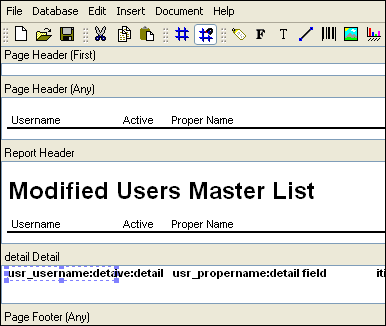 File Database Edit Insert Document Help
F T
Page Header (First)
Page Header (Any)
Username Active Proper Name
Report Header
Modified Users Master List
Username Active Proper Name
detail Detail
usr_username:detave:detail usr_propername:detail field iti
Page Footer (Any)